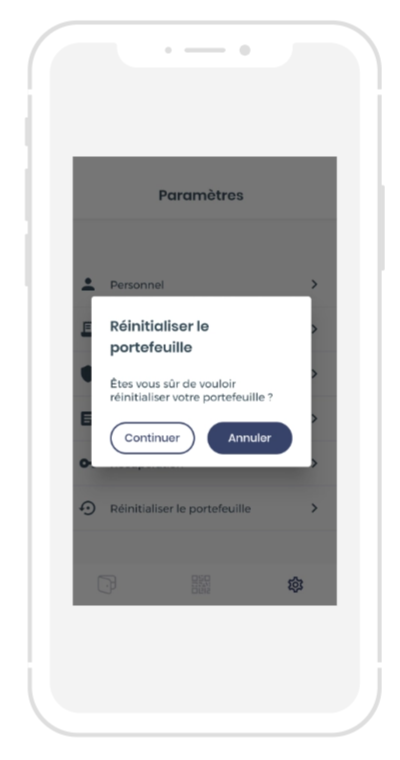 Paramètres
Personnel
Réinitialiser le
portefeuille
Êtes vous sûr de vouloir
réinitialiser votre portefeuille ?
Continuer
Annuler
Réinitialiser le portefeuille